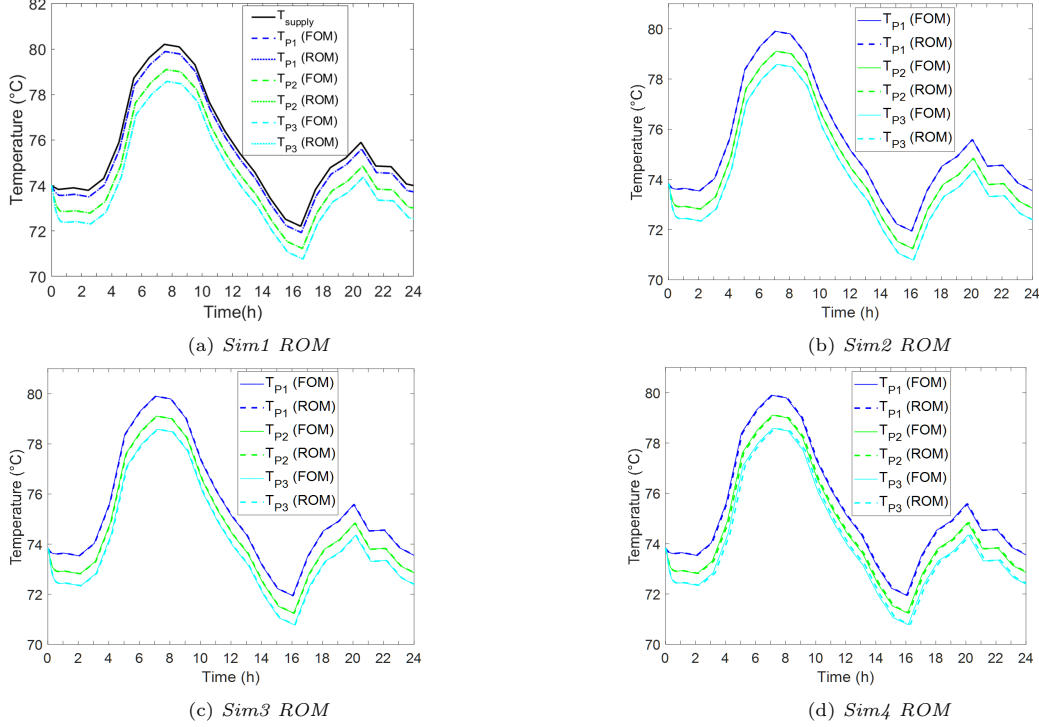 82
80
78
76
74
72
70
Temperature (°C)
T_supply
T_P1 (FOM)
T_P1 (ROM)
T_P2 (FOM)
T_P2 (ROM)
T_P3 (FOM)
T_P3 (ROM)
0 2 4 6 8 10 12 14 16 18 20 22 24
Time(h)
(a) Sim1 ROM
80
78
76
74
72
70
Temperature (°C)
T_P1 (FOM)
T_P1 (ROM)
T_P2 (FOM)
T_P2 (ROM)
T_P3 (FOM)
T_P3 (ROM)
0 2 4 6 8 10 12 14 16 18 20 22 24
Time (h)
(b) Sim2 ROM
80
78
76
74
72
70
Temperature (°C)
T_P1 (FOM)
T_P1 (ROM)
T_P2 (FOM)
T_P2 (ROM)
T_P3 (FOM)
T_P3 (ROM)
0 2 4 6 8 10 12 14 16 18 20 22 24
Time (h)
(c) Sim3 ROM
80
78
76
74
72
70
Temperature (°C)
T_P1 (FOM)
T_P1 (ROM)
T_P2 (FOM)
T_P2 (ROM)
T_P3 (FOM)
T_P3 (ROM)
0 2 4 6 8 10 12 14 16 18 20 22 24
Time (h)
(d) Sim4 ROM